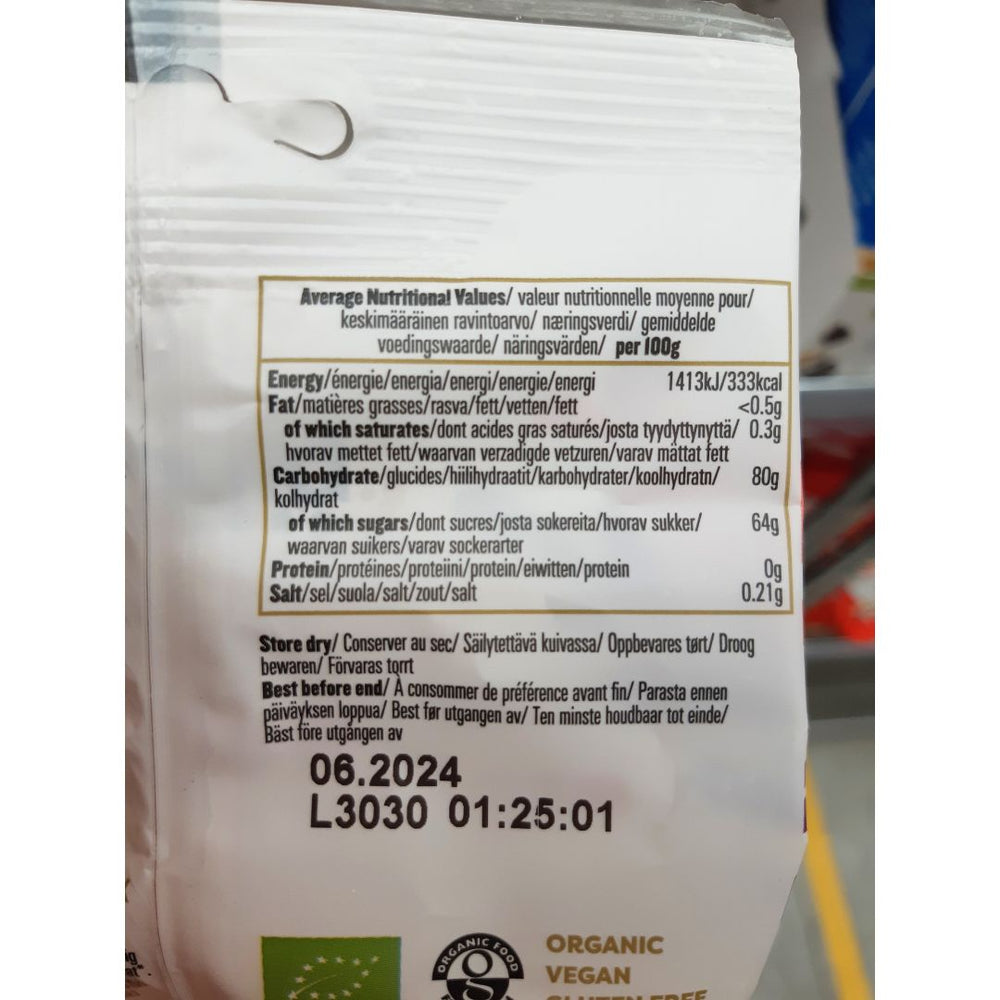 Average Nutritional Values/ valeur nutritionnelle moyenne pour/
keskimääräinen ravintoarvo/ næringsverdi/ gemiddelde
voedingswaarde/ näringsvärden/ per 100g
Energy/énergie/energia/energi/energie/energi 1413kJ/333kcal
Fat/matières grasses/rasva/fett/vetten/fett <0.5g
of which saturates/dont acides gras saturés/josta tyydyttynyttä/ 0.3g
hvorav mettet fett/waarvan verzadigde vetzuren/varav mättat fett
Carbohydrate/glucides/hiilihydraatit/karbohydrater/koolhydratn/ 80g
kolhydrat
of which sugars/dont sucres/josta sokereita/hvorav sukker/ 64g
waarvan suikers/varav sockerarter
Protein/protéines/proteiini/protein/eiwitten/protein 0g
Salt/sel/suola/salt/zout/salt 0.21g
Store dry/ Conserver au sec/ Säilytettävä kuivassa/ Oppbevares tørt/ Droog
bewaren/ Förvaras torrt
Best before end/ À consommer de préférence avant fin/ Parasta ennen
päiväyksen loppua/ Best før utgangen av/ Ten minste houdbaar tot einde/
Bäst före utgången av
06.2024
L3030 01:25:01
ORGANIC FOOD
ORGANIC
VEGAN
GLUTEN FREE